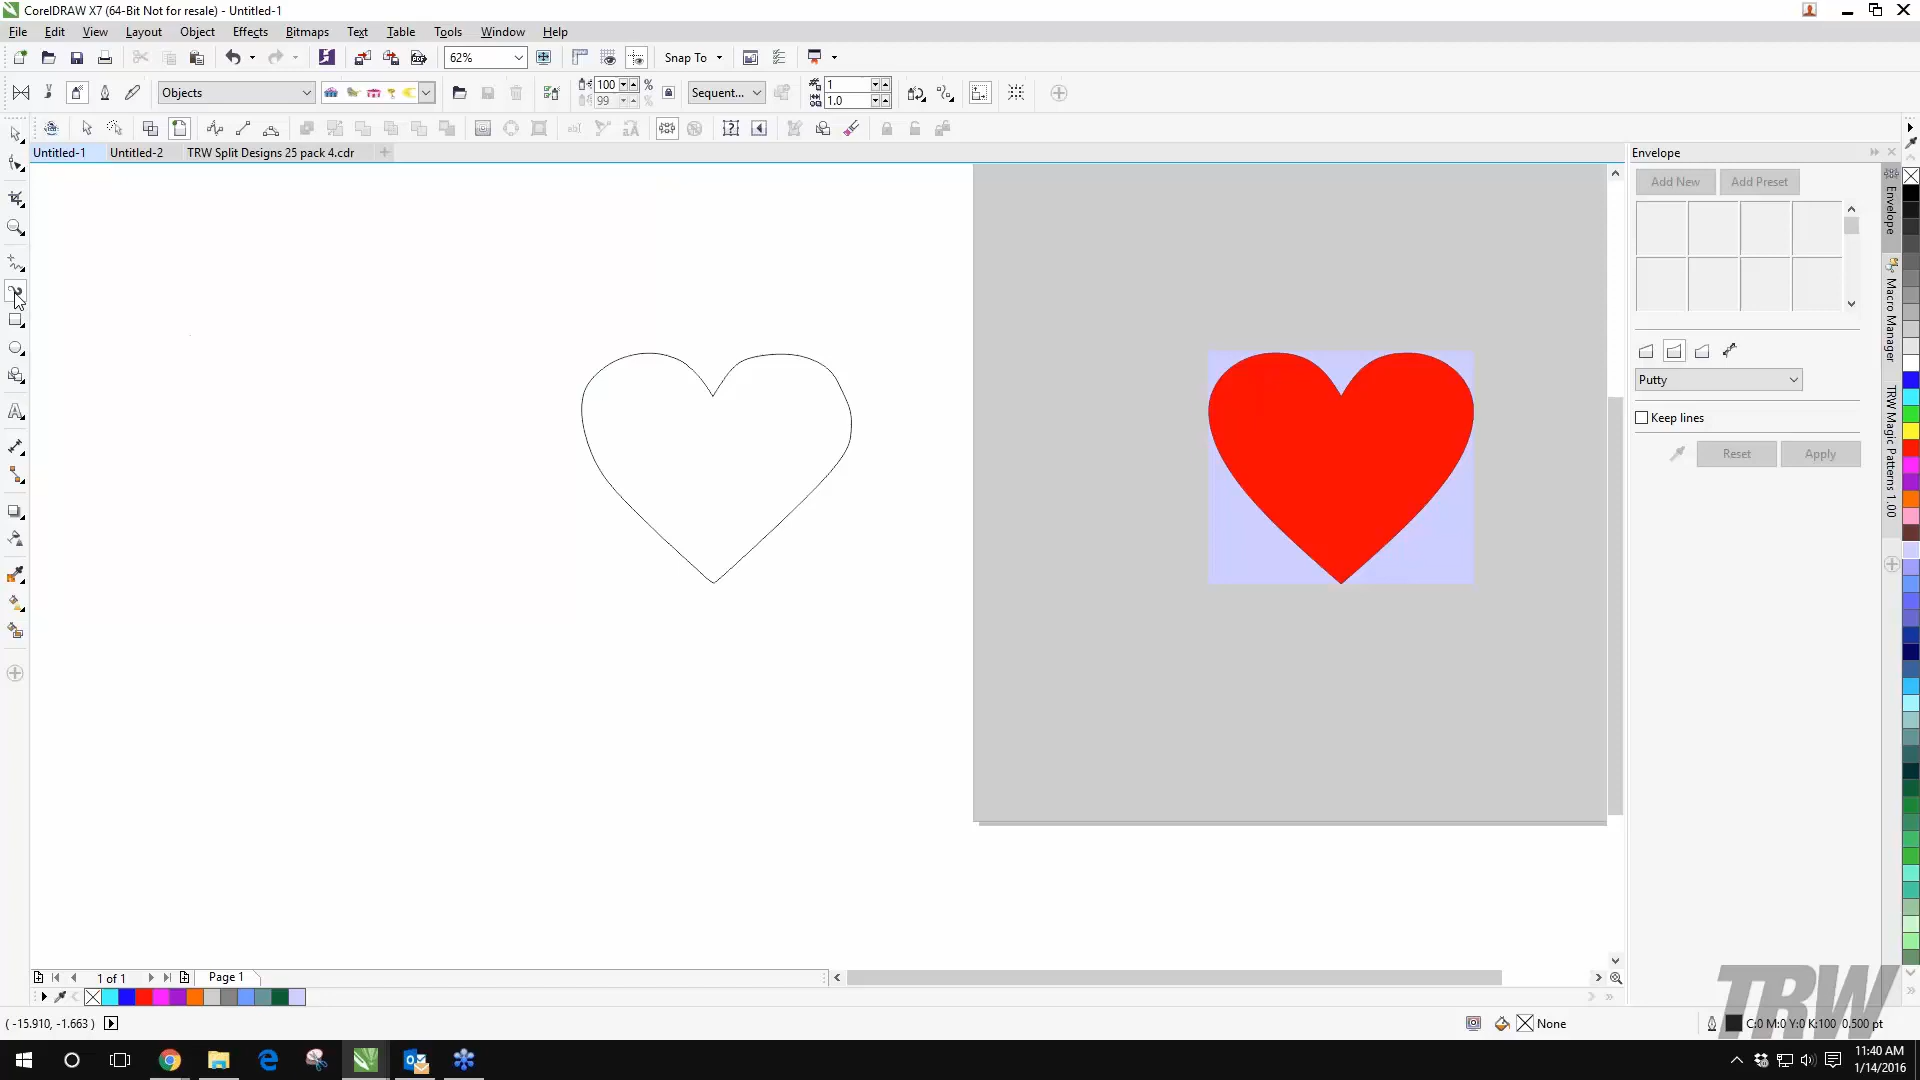 CorelDRAW X7 (64-Bit Not for resale) - Untitled-1
File Edit View Layout Object Effects Bitmaps Text Table Tools Window Help
62% Snap To
Objects 100 % Sequent... 1
99 % 1.0
Untitled-1 Untitled-2 TRW Split Designs 25 pack 4.cdr
Envelope
Add New Add Preset
Putty
Keep lines
Reset Apply
Envelope
Macro Manager
TRW Magic Patterns 1.00
1 of 1 Page 1
TRW
( -15.910, -1.663 ) None C:0 M:0 Y:0 K:100 0.500 pt
11:40 AM
1/14/2016